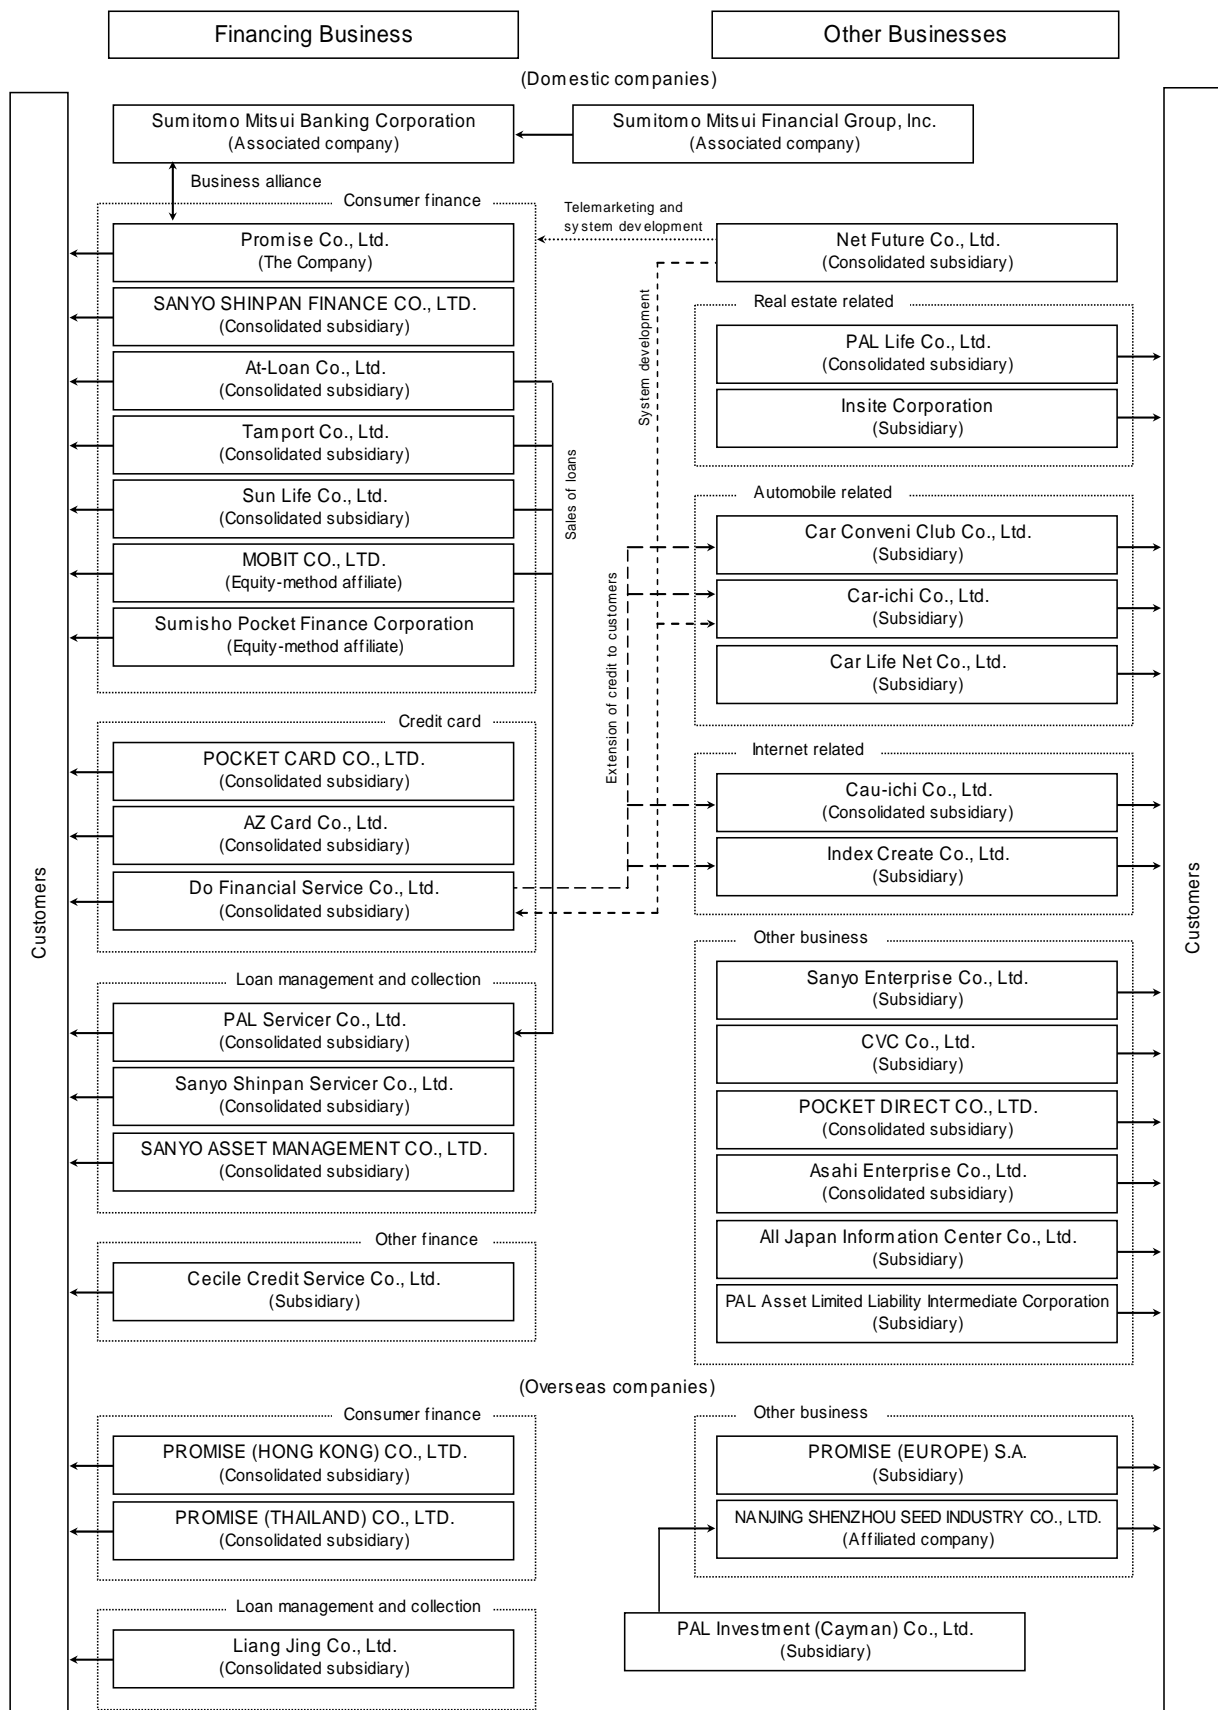 Financing Business
Other Businesses
(Domestic companies)
Customers
Sumitomo Mitsui Banking Corporation
(Associated company)
Sumitomo Mitsui Financial Group, Inc.
(Associated company)
Business alliance
Consumer finance
Promise Co., Ltd.
(The Company)
SANYO SHINPAN FINANCE CO., LTD.
(Consolidated subsidiary)
At-Loan Co., Ltd.
(Consolidated subsidiary)
Tamport Co., Ltd.
(Consolidated subsidiary)
Sun Life Co., Ltd.
(Consolidated subsidiary)
MOBIT CO., LTD.
(Equity-method affiliate)
Sumisho Pocket Finance Corporation
(Equity-method affiliate)
Credit card
POCKET CARD CO., LTD.
(Consolidated subsidiary)
AZ Card Co., Ltd.
(Consolidated subsidiary)
Do Financial Service Co., Ltd.
(Consolidated subsidiary)
Loan management and collection
PAL Servicer Co., Ltd.
(Consolidated subsidiary)
Sanyo Shinpan Servicer Co., Ltd.
(Consolidated subsidiary)
SANYO ASSET MANAGEMENT CO., LTD.
(Consolidated subsidiary)
Other finance
Cecile Credit Service Co., Ltd.
(Subsidiary)
Telemarketing and
system development
System development
Sales of loans
Extension of credit to customers
Net Future Co., Ltd.
(Consolidated subsidiary)
Real estate related
PAL Life Co., Ltd.
(Consolidated subsidiary)
Insite Corporation
(Subsidiary)
Automobile related
Car Conveni Club Co., Ltd.
(Subsidiary)
Car-ichi Co., Ltd.
(Subsidiary)
Car Life Net Co., Ltd.
(Subsidiary)
Internet related
Cau-ichi Co., Ltd.
(Consolidated subsidiary)
Index Create Co., Ltd.
(Subsidiary)
Other business
Sanyo Enterprise Co., Ltd.
(Subsidiary)
CVC Co., Ltd.
(Subsidiary)
POCKET DIRECT CO., LTD.
(Consolidated subsidiary)
Asahi Enterprise Co., Ltd.
(Consolidated subsidiary)
All Japan Information Center Co., Ltd.
(Subsidiary)
PAL Asset Limited Liability Intermediate Corporation
(Subsidiary)
Customers
(Overseas companies)
Consumer finance
PROMISE (HONG KONG) CO., LTD.
(Consolidated subsidiary)
PROMISE (THAILAND) CO., LTD.
(Consolidated subsidiary)
Loan management and collection
Liang Jing Co., Ltd.
(Consolidated subsidiary)
Other business
PROMISE (EUROPE) S.A.
(Subsidiary)
NANJING SHENZHOU SEED INDUSTRY CO., LTD.
(Affiliated company)
PAL Investment (Cayman) Co., Ltd.
(Subsidiary)